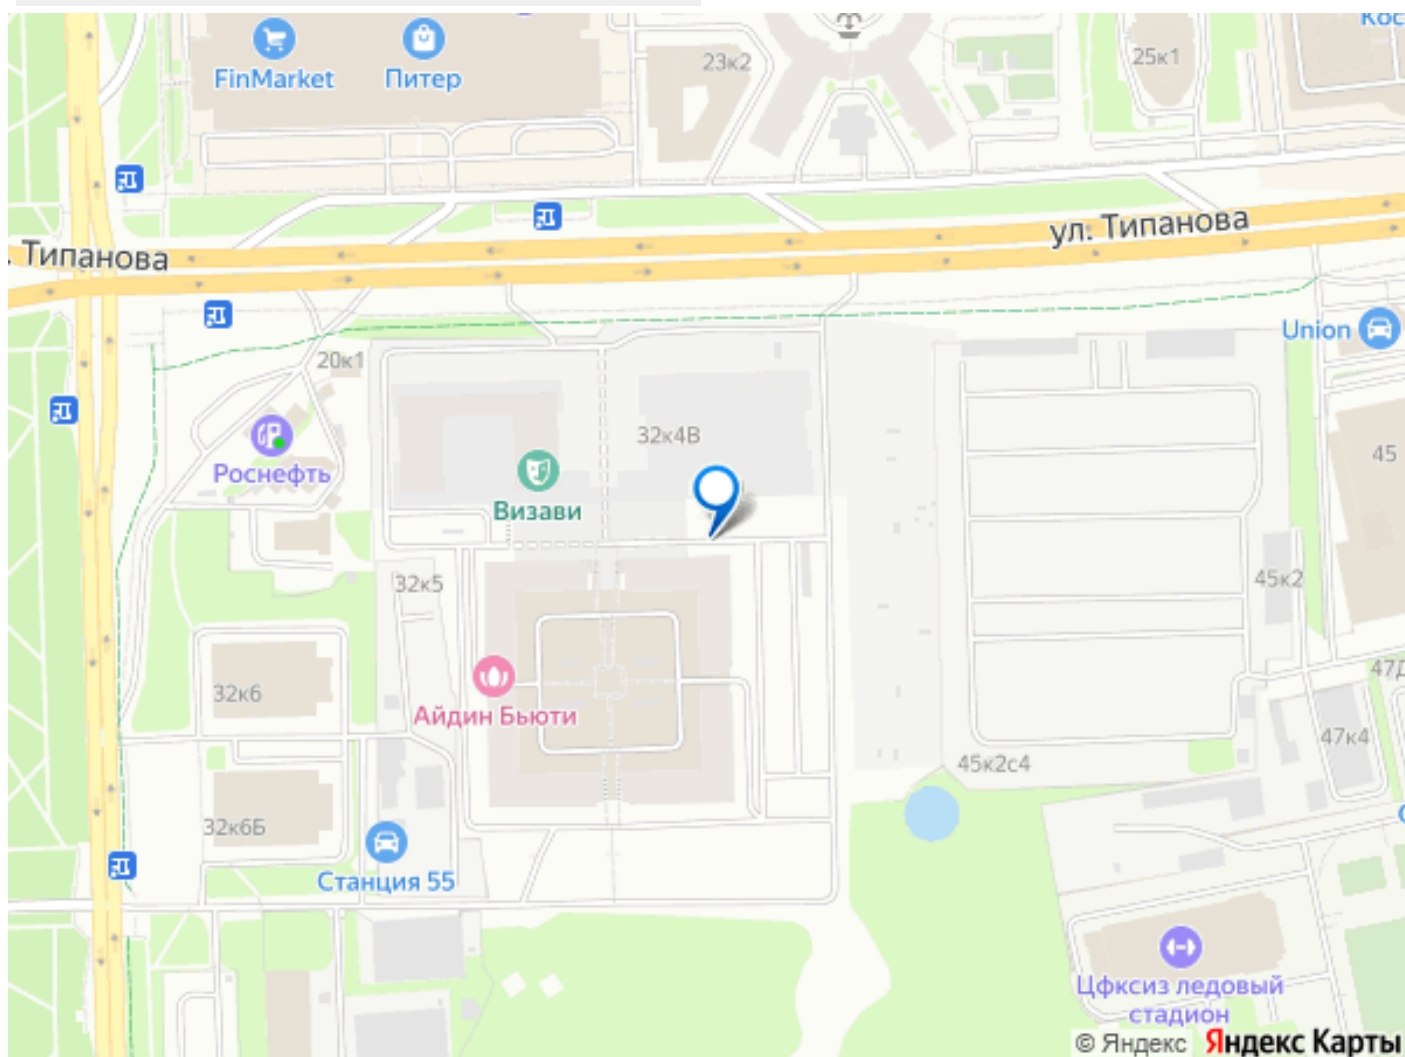 Кос
FinMarket
Питер
23к2
25к1
ул. Типанова
. Типанова
Union
20к1
32к4В
45
Роснефть
Визави
32к5
45к2
47Д
32к6
Айдин Бьюти
47к4
45к2с4
32к6Б
Станция 55
Цфксиз ледовый
стадион
© Яндекс Яндекс Карты